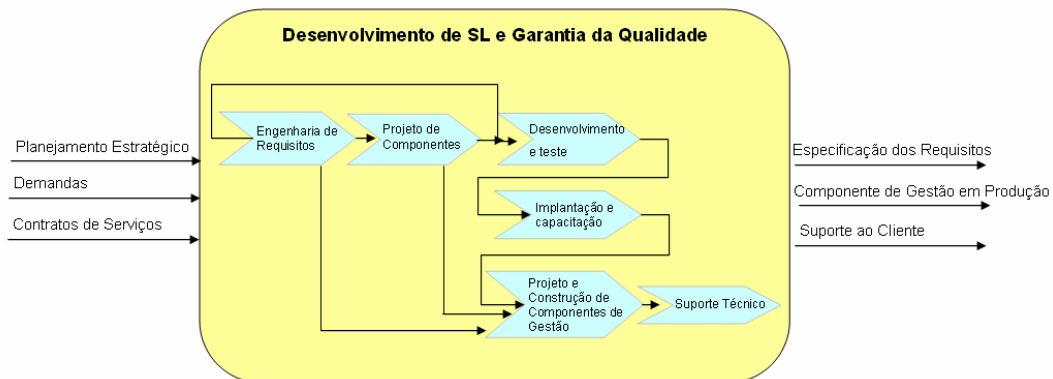 Desenvolvimento de SL e Garantia da Qualidade
Planejamento Estratégico
Demandas
Contratos de Serviços
Engenharia de
Requisitos
Projeto de
Componentes
Desenvolvimento
e teste
Implantação e
capacitação
Projeto e
Construção de
Componentes de
Gestão
Suporte Técnico
Especificação dos Requisitos
Componente de Gestão em Produção
Suporte ao Cliente